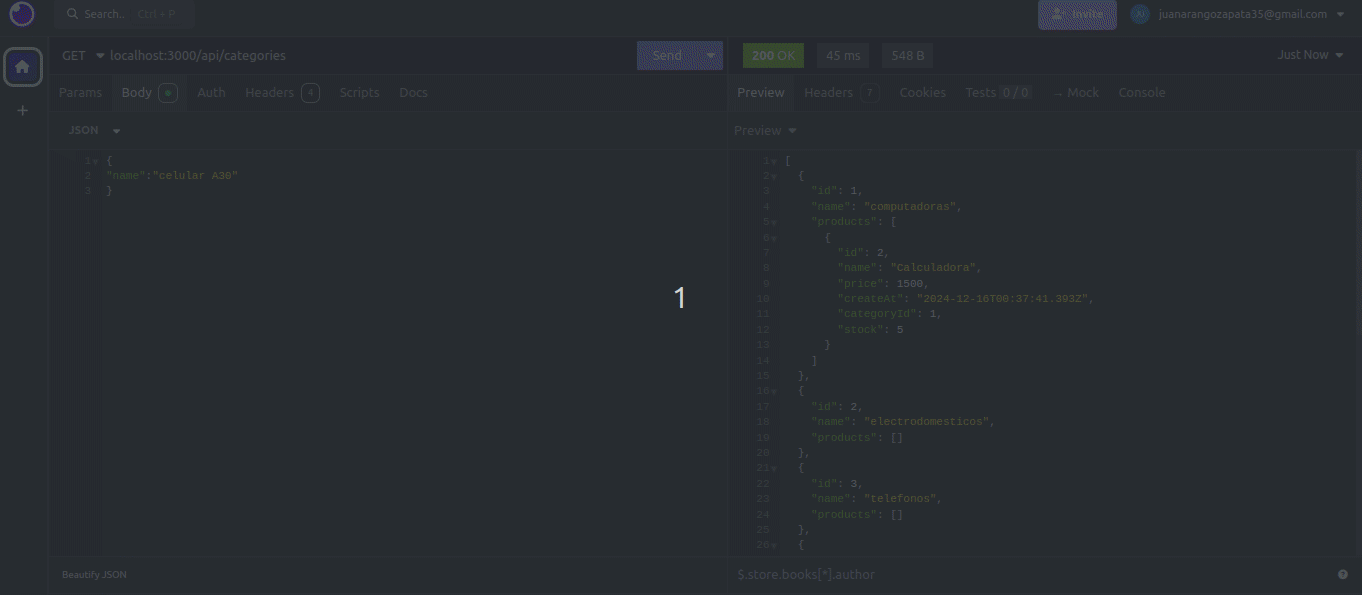 Search.. Ctrl + P
Invite
JU juanarangozapata35@gmail.com
GET localhost:3000/api/categories
Send
200 OK 45 ms 548 B
Just Now
Params Body Auth Headers 4 Scripts Docs
Preview Headers 7 Cookies Tests 0 / 0 → Mock Console
JSON
Preview
1 {
2 "name":"celular A30"
3 }
1 [
2 {
3 "id": 1,
4 "name": "computadoras",
5 "products": [
6 {
7 "id": 2,
8 "name": "Calculadora",
9 "price": 1500,
10 "createAt": "2024-12-16T00:37:41.393Z",
11 "categoryId": 1,
12 "stock": 5
13 }
14 ]
15 },
16 {
17 "id": 2,
18 "name": "electrodomesticos",
19 "products": []
20 },
21 {
22 "id": 3,
23 "name": "telefonos",
24 "products": []
25 },
26 {
1
Beautify JSON
$.store.books[*].author